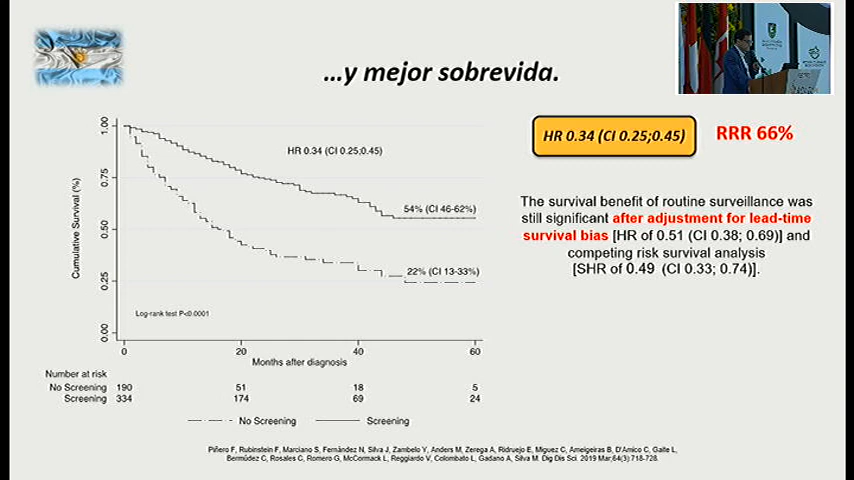 ...y mejor sobrevida.
HR 0.34 (CI 0.25;0.45)
RRR 66%
The survival benefit of routine surveillance was
still significant after adjustment for lead-time
survival bias [HR of 0.51 (CI 0.38; 0.69)] and
competing risk survival analysis
[SHR of 0.49 (CI 0.33; 0.74)].
Cumulative Survival (%)
1.00
0.75
0.50
0.25
0.00
HR 0.34 (CI 0.25;0.45)
54% (CI 46-62%)
22% (CI 13-33%)
Log-rank test P<0.0001
0 20 40 60
Months after diagnosis
Number at risk
No Screening 190 51 18 5
Screening 334 174 69 24
No Screening Screening
Piñero F, Rubinstein F, Marciano S, Fernández N, Silva J, Zambelo Y, Anders M, Zerega A, Ridruejo E, Miguez C, Ameigeiras B, D'Amico C, Gaite L,
Bermúdez C, Rosales C, Romero G, McCormack L, Reggiardo V, Colombato L, Gadano A, Silva M. Dig Dis Sci. 2019 Mar;64(3):718-728.